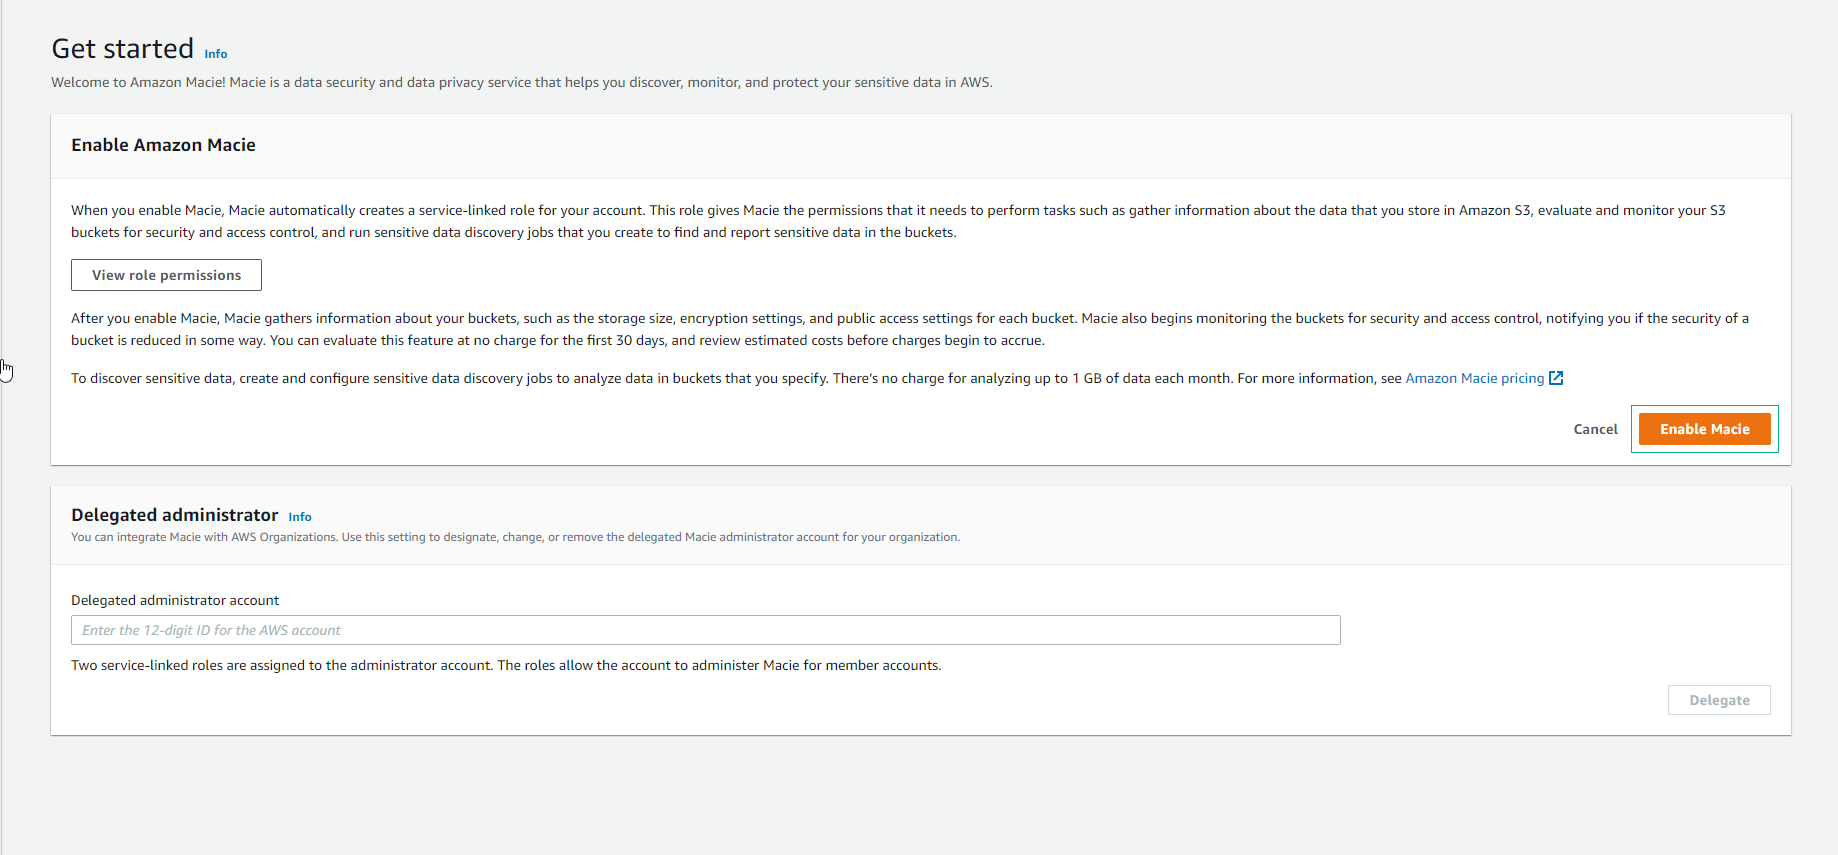 Get started Info
Welcome to Amazon Macie! Macie is a data security and data privacy service that helps you discover, monitor, and protect your sensitive data in AWS.
Enable Amazon Macie
When you enable Macie, Macie automatically creates a service-linked role for your account. This role gives Macie the permissions that it needs to perform tasks such as gather information about the data that you store in Amazon S3, evaluate and monitor your S3
buckets for security and access control, and run sensitive data discovery jobs that you create to find and report sensitive data in the buckets.
View role permissions
After you enable Macie, Macie gathers information about your buckets, such as the storage size, encryption settings, and public access settings for each bucket. Macie also begins monitoring the buckets for security and access control, notifying you if the security of a
bucket is reduced in some way. You can evaluate this feature at no charge for the first 30 days, and review estimated costs before charges begin to accrue.
To discover sensitive data, create and configure sensitive data discovery jobs to analyze data in buckets that you specify. There's no charge for analyzing up to 1 GB of data each month. For more information, see Amazon Macie pricing
Cancel Enable Macie
Delegated administrator Info
You can integrate Macie with AWS Organizations. Use this setting to designate, change, or remove the delegated Macie administrator account for your organization.
Delegated administrator account
Enter the 12-digit ID for the AWS account
Two service-linked roles are assigned to the administrator account. The roles allow the account to administer Macie for member accounts.
Delegate